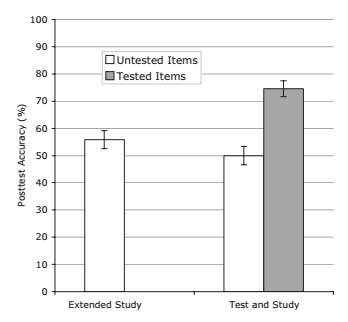 100
90
80
70
60
50
40
30
20
10
0
Posttest Accuracy (%)
Untested Items
Tested Items
Extended Study
Test and Study